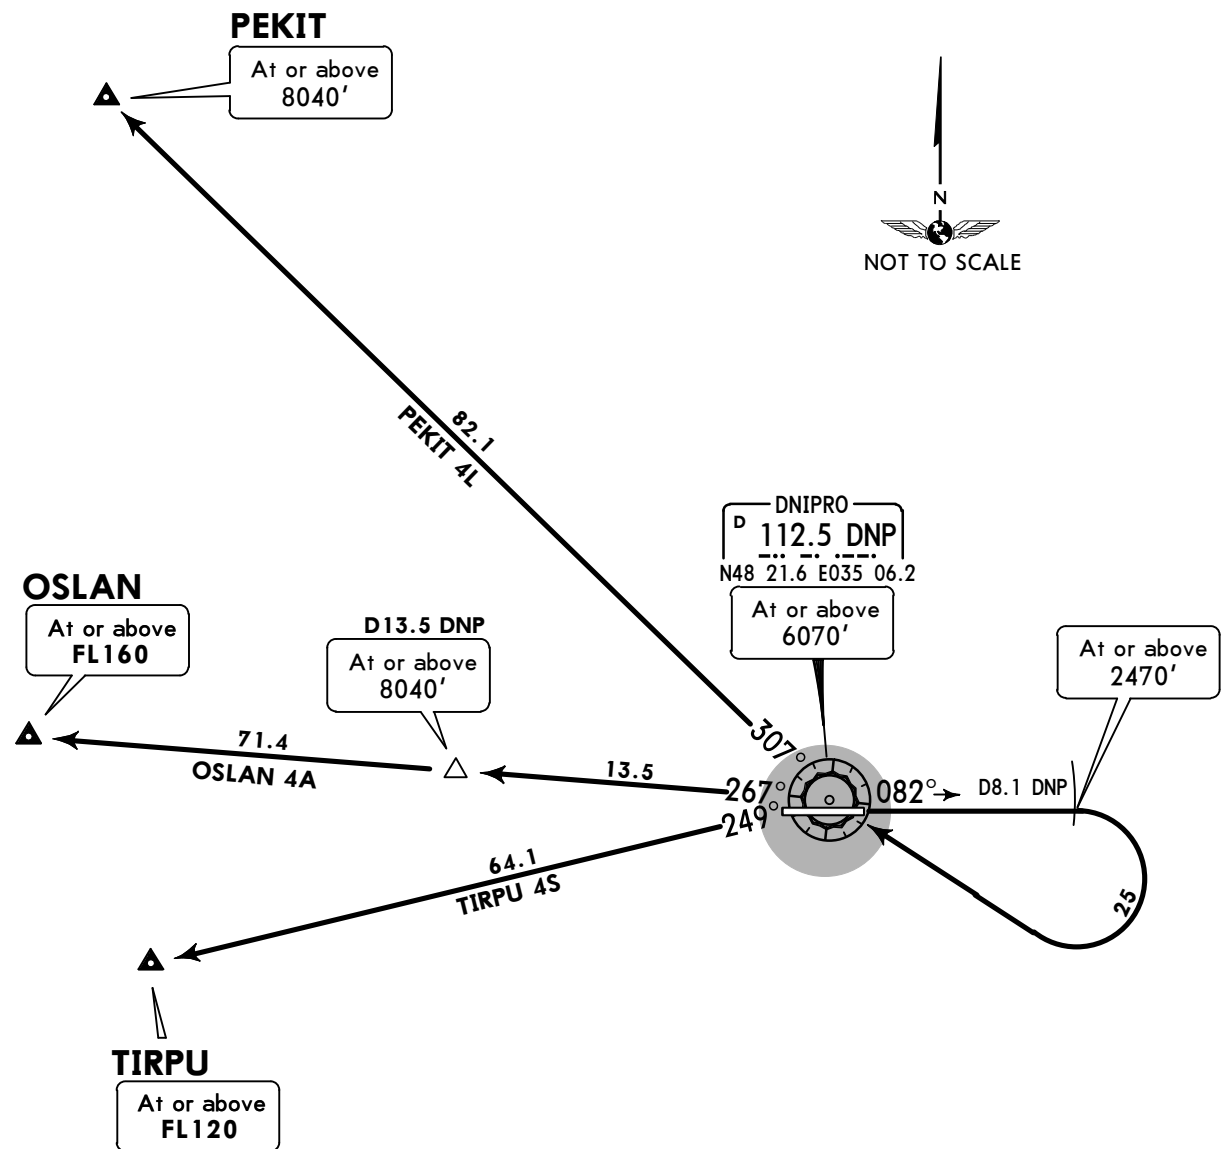 PEKIT
At or above
8040'
N
NOT TO SCALE
82.1
PEKIT 4L
DNIPRO
D 112.5 DNP
N48 21.6 E035 06.2
At or above
6070'
OSLAN
At or above
FL160
D13.5 DNP
At or above
8040'
At or above
2470'
307°
71.4
OSLAN 4A
13.5
267°
082°
D8.1 DNP
249°
64.1
TIRPU 4S
25
TIRPU
At or above
FL120